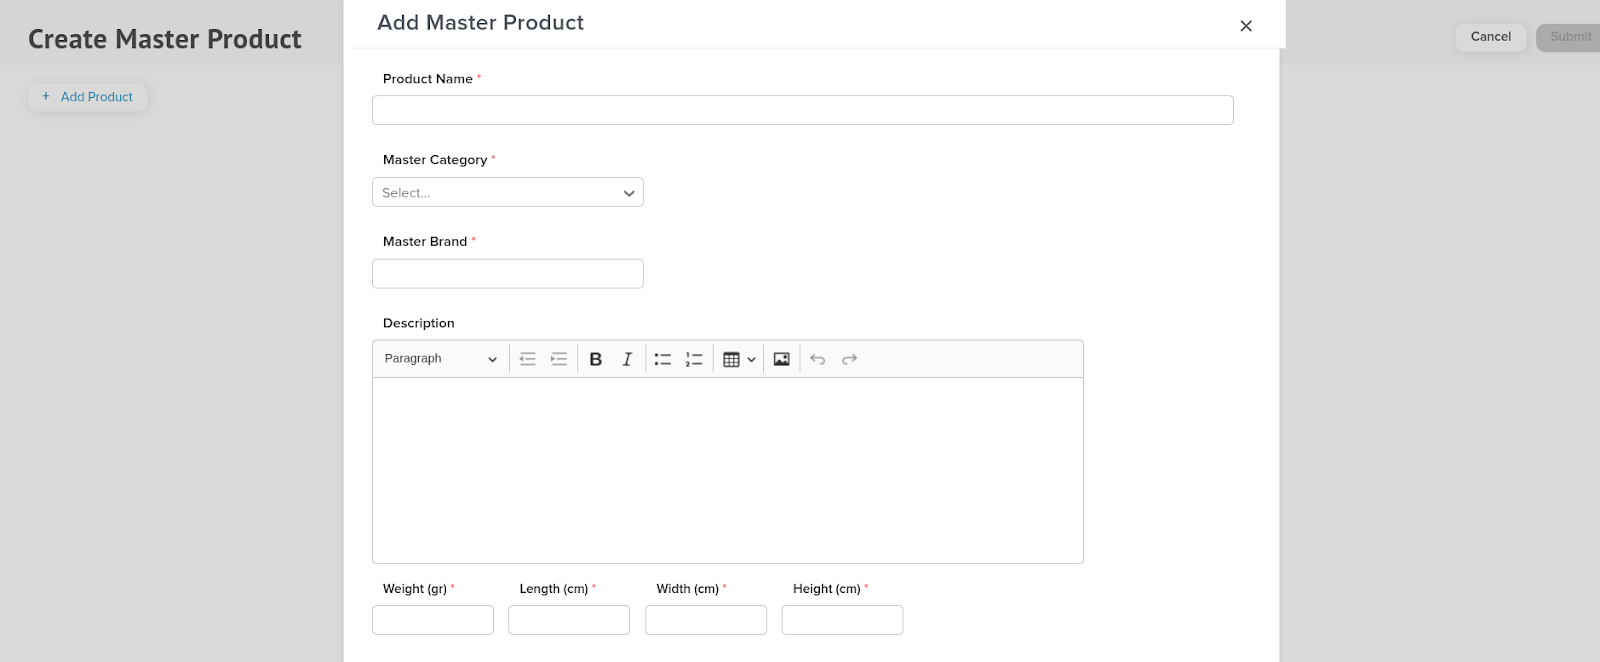 Add Master Product
Create Master Product
Cancel
Submit
+ Add Product
Product Name *
Master Category *
Select...
Master Brand *
Description
Paragraph
B I
Weight (gr) * Length (cm) * Width (cm) * Height (cm) *